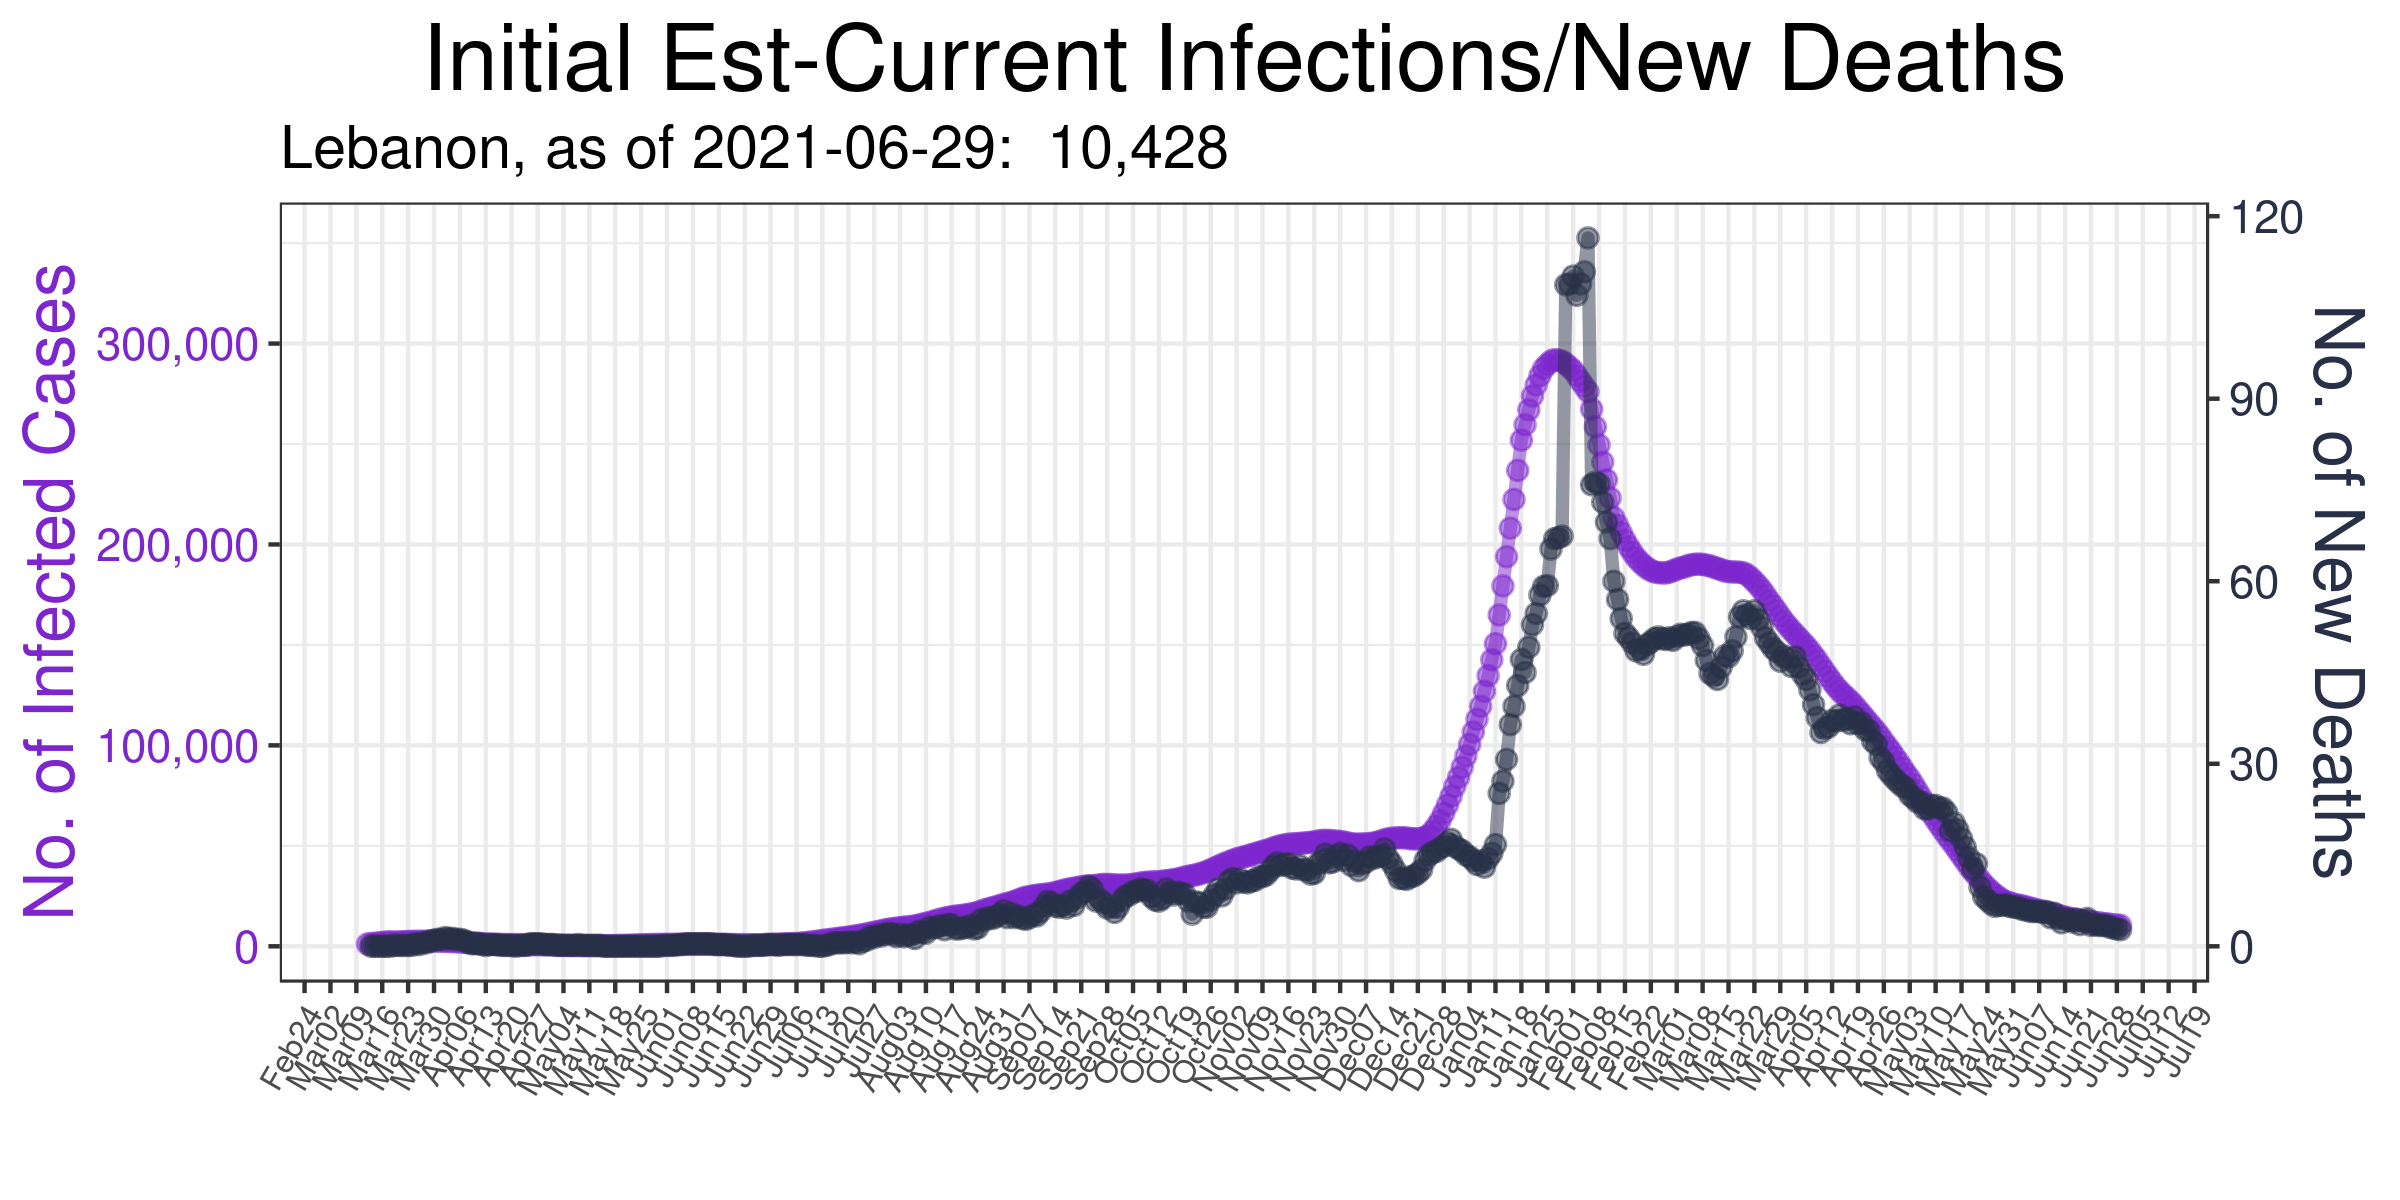 Initial Est-Current Infections/New Deaths
Lebanon, as of 2021-06-29:  10,428
No. of Infected Cases
300,000
200,000
100,000
0
120
90
60
30
0
No. of New Deaths
Feb24
Mar02
Mar09
Mar16
Mar23
Mar30
Apr06
Apr13
Apr20
Apr27
May04
May11
May18
May25
Jun01
Jun08
Jun15
Jun22
Jun29
Jul06
Jul13
Jul20
Jul27
Aug03
Aug10
Aug17
Aug24
Aug31
Sep07
Sep14
Sep21
Sep28
Oct05
Oct12
Oct19
Oct26
Nov02
Nov09
Nov16
Nov23
Nov30
Dec07
Dec14
Dec21
Dec28
Jan04
Jan11
Jan18
Jan25
Feb01
Feb08
Feb15
Feb22
Mar01
Mar08
Mar15
Mar22
Mar29
Apr05
Apr12
Apr19
Apr26
May03
May10
May17
May24
May31
Jun07
Jun14
Jun21
Jun28
Jul05
Jul12
Jul19